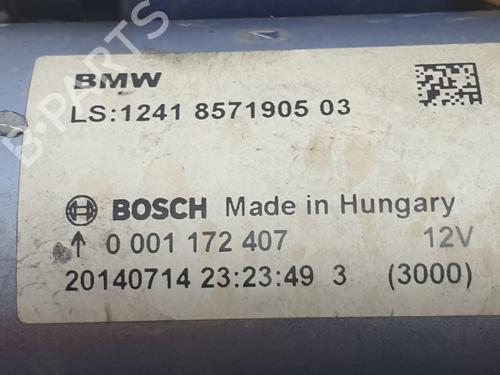 BMW
LS:1241 8571905 03
BOSCH Made in Hungary
↑ 0 001 172 407 12V
20140714 23:23:49 3 (3000)
B-PARTS